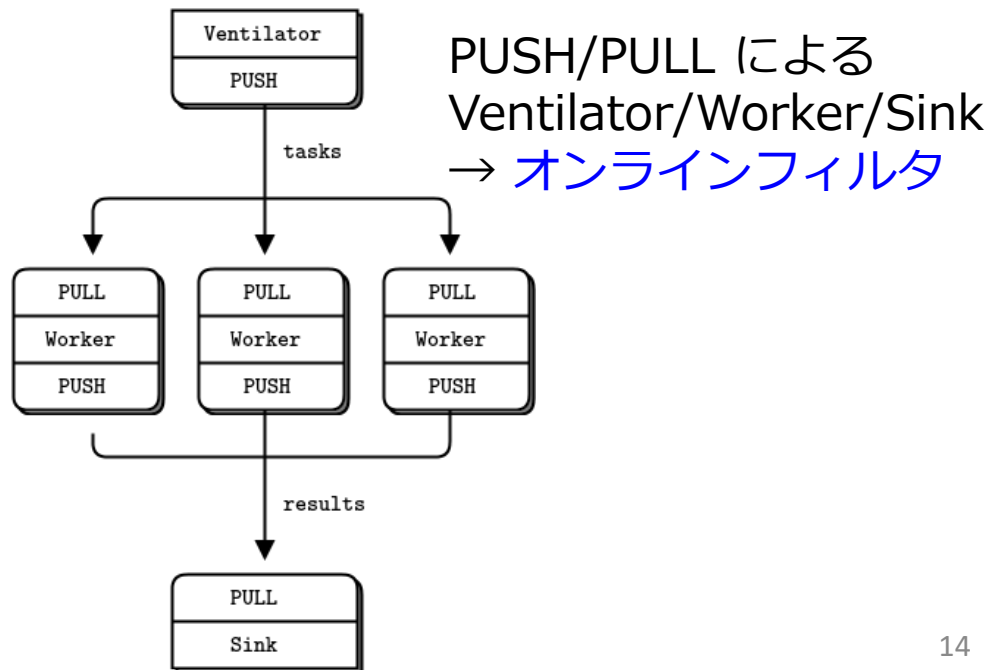 Ventilator
PUSH
PUSH/PULL による
Ventilator/Worker/Sink
→ オンラインフィルタ
tasks
PULL PULL PULL
Worker Worker Worker
PUSH PUSH PUSH
results
PULL
Sink
14